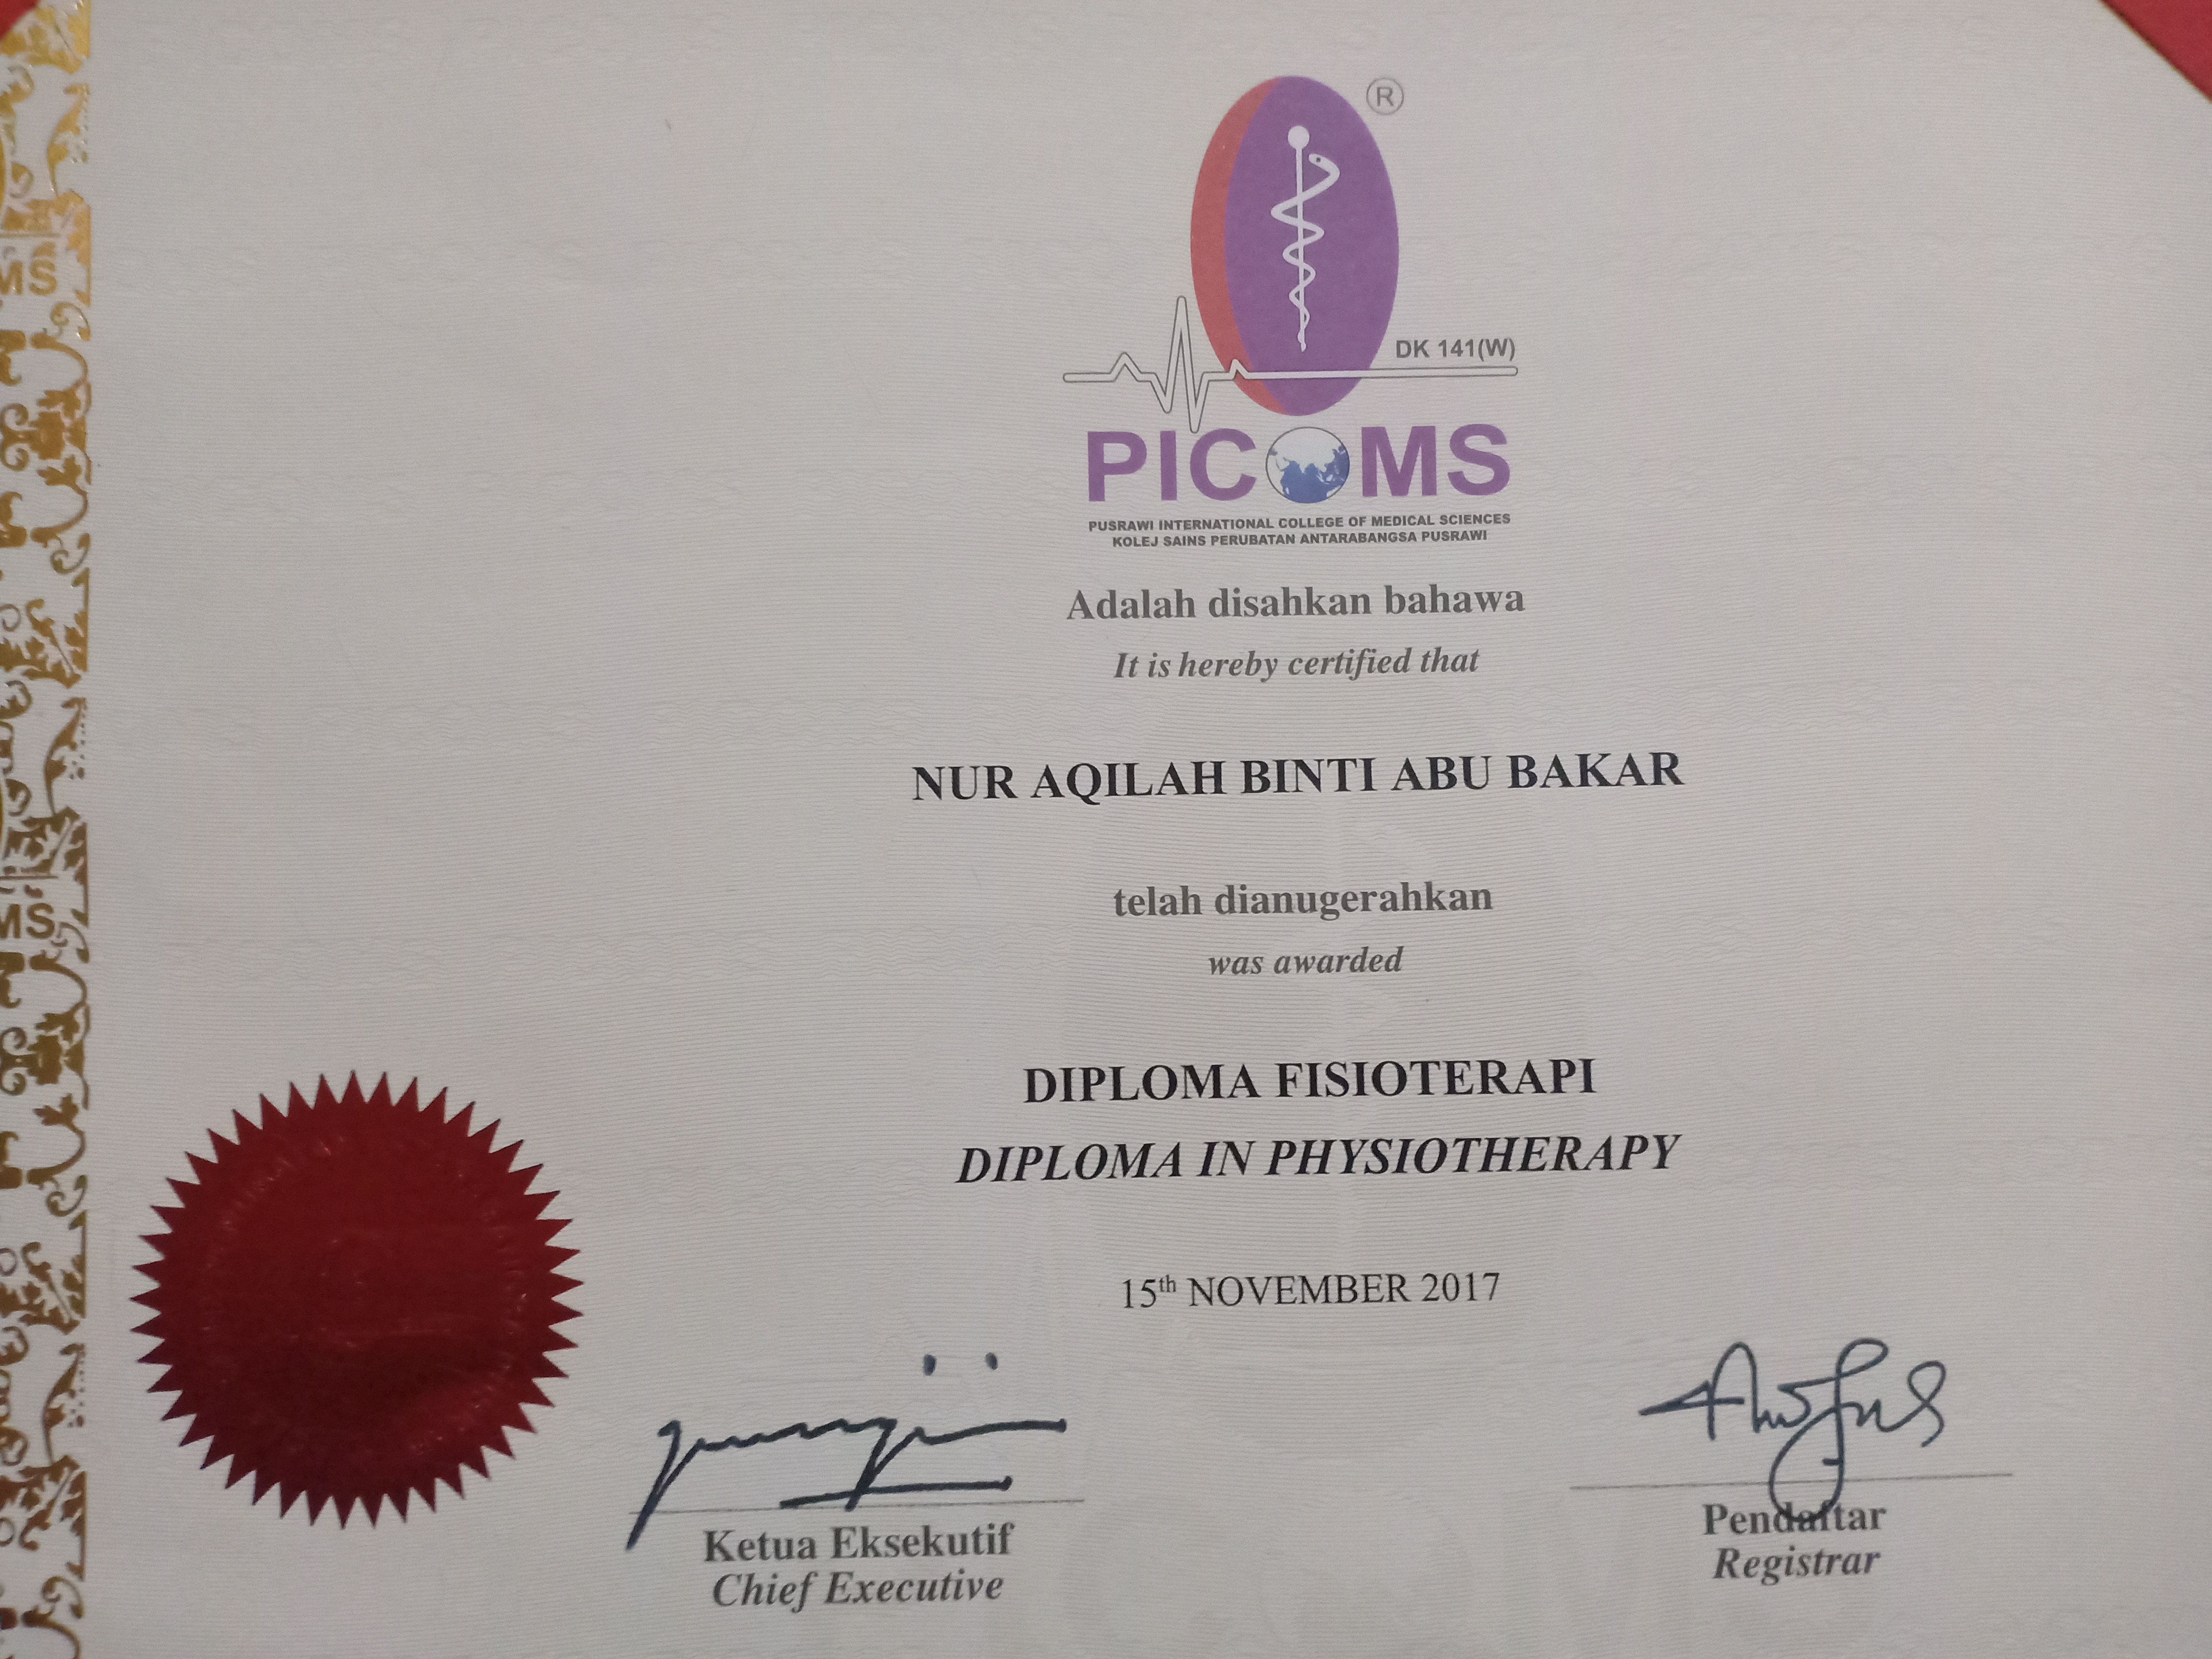 ®
DK 141(W)
PICOMS
PUSRAWI INTERNATIONAL COLLEGE OF MEDICAL SCIENCES
KOLEJ SAINS PERUBATAN ANTARABANGSA PUSRAWI
Adalah disahkan bahawa
It is hereby certified that
NUR AQILAH BINTI ABU BAKAR
telah dianugerahkan
was awarded
DIPLOMA FISIOTERAPI
DIPLOMA IN PHYSIOTHERAPY
15th NOVEMBER 2017
Ketua Eksekutif
Chief Executive
Pendaftar
Registrar
MS
MS